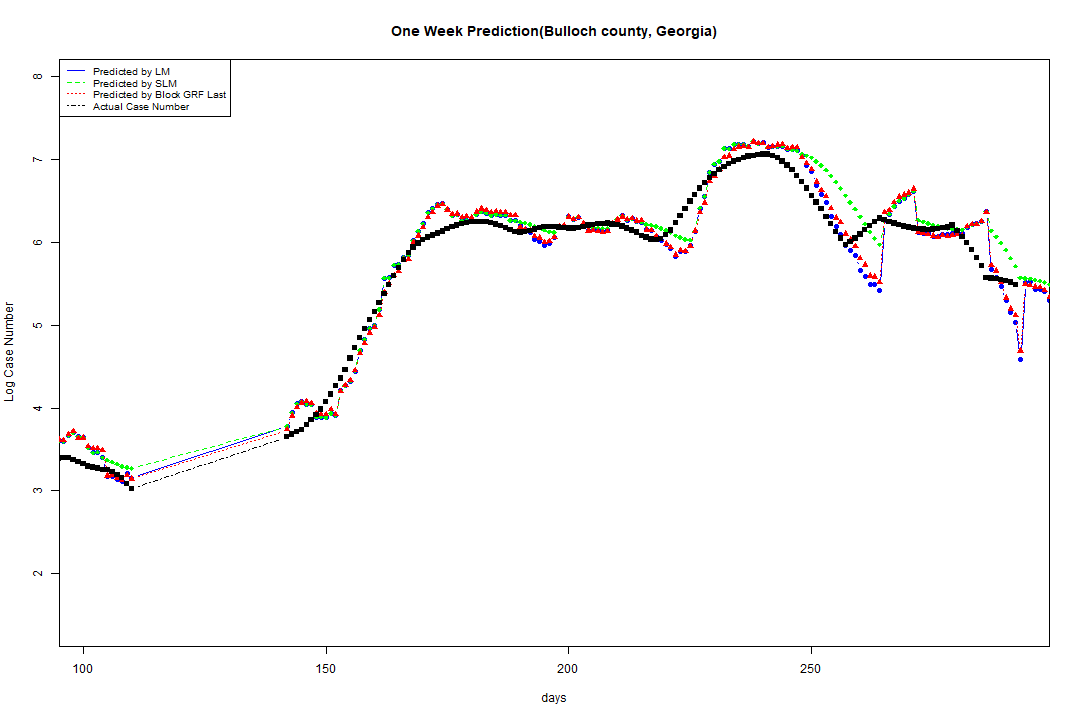 One Week Prediction(Bulloch county, Georgia)
Predicted by LM
Predicted by SLM
Predicted by Block GRF Last
Actual Case Number
8
7
6
5
4
3
2
Log Case Number
100 150 200 250
days